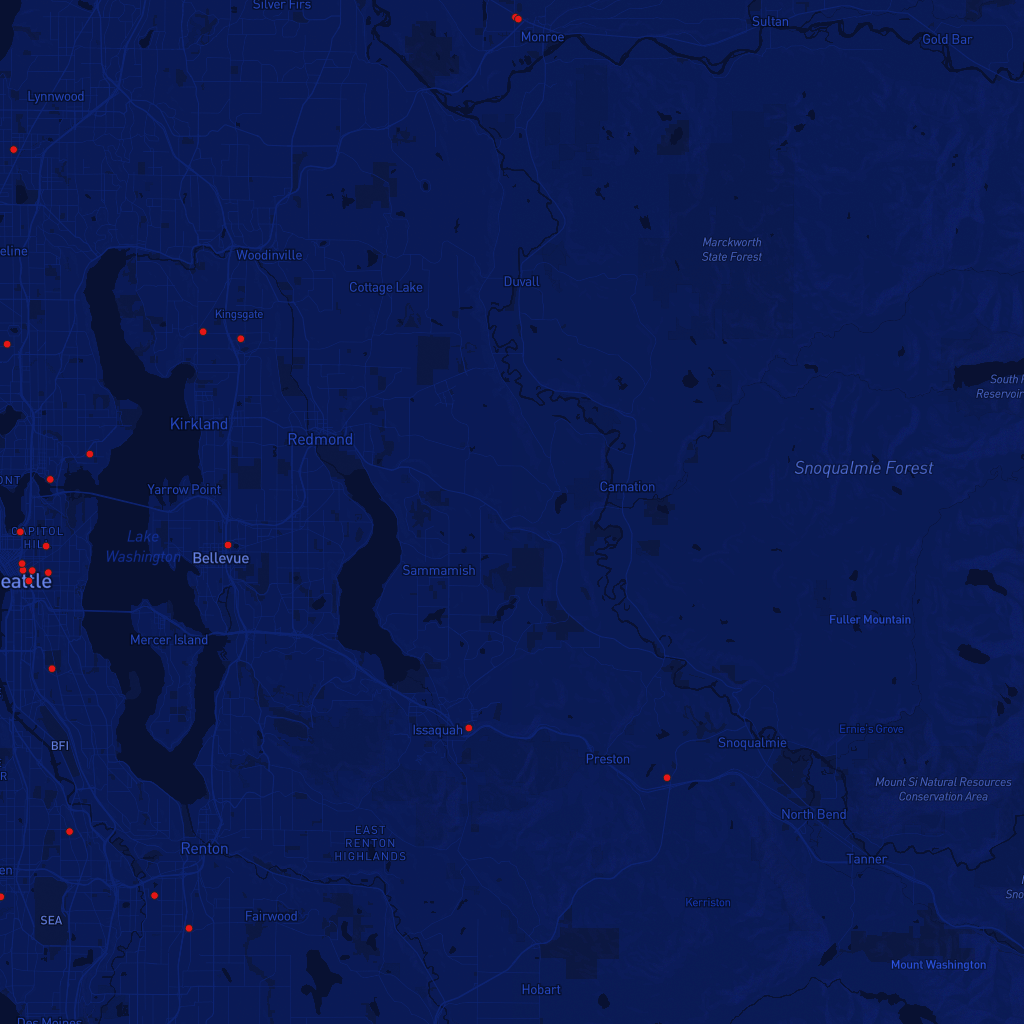 Silver Firs
Sultan
Monroe
Gold Bar
Lynnwood
Marckworth
State Forest
eline
Woodinville
Duvall
Cottage Lake
Kingsgate
South
Reservoir
Kirkland
Redmond
Snoqualmie Forest
ONT
Yarrow Point
Carnation
CAPITOL
HILL
Lake
Washington
Bellevue
Sammamish
eattle
Fuller Mountain
Mercer Island
Issaquah
Ernie's Grove
BFI
Snoqualmie
Preston
R
Mount Si Natural Resources
Conservation Area
North Bend
EAST
RENTON
HIGHLANDS
Renton
Tanner
en
Sno
Kerriston
SEA
Fairwood
Mount Washington
Hobart
Des Moines